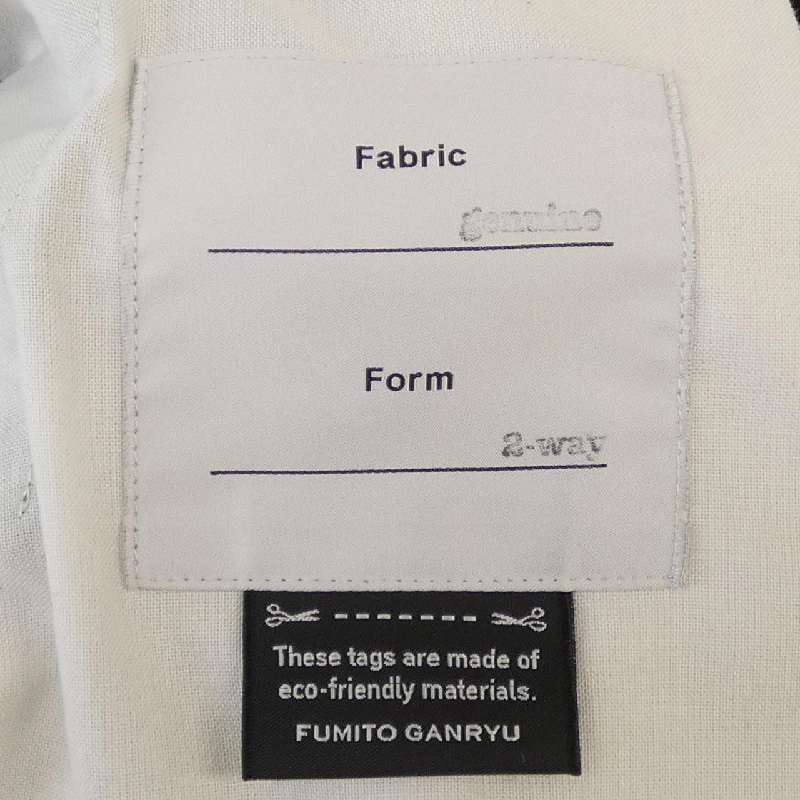 Fabric
genuine
Form
2-way
These tags are made of
eco-friendly materials.
FUMITO GANRYU